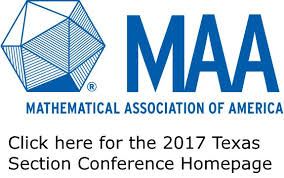 MAA
®
MATHEMATICAL ASSOCIATION OF AMERICA
Click here for the 2017 Texas
Section Conference Homepage